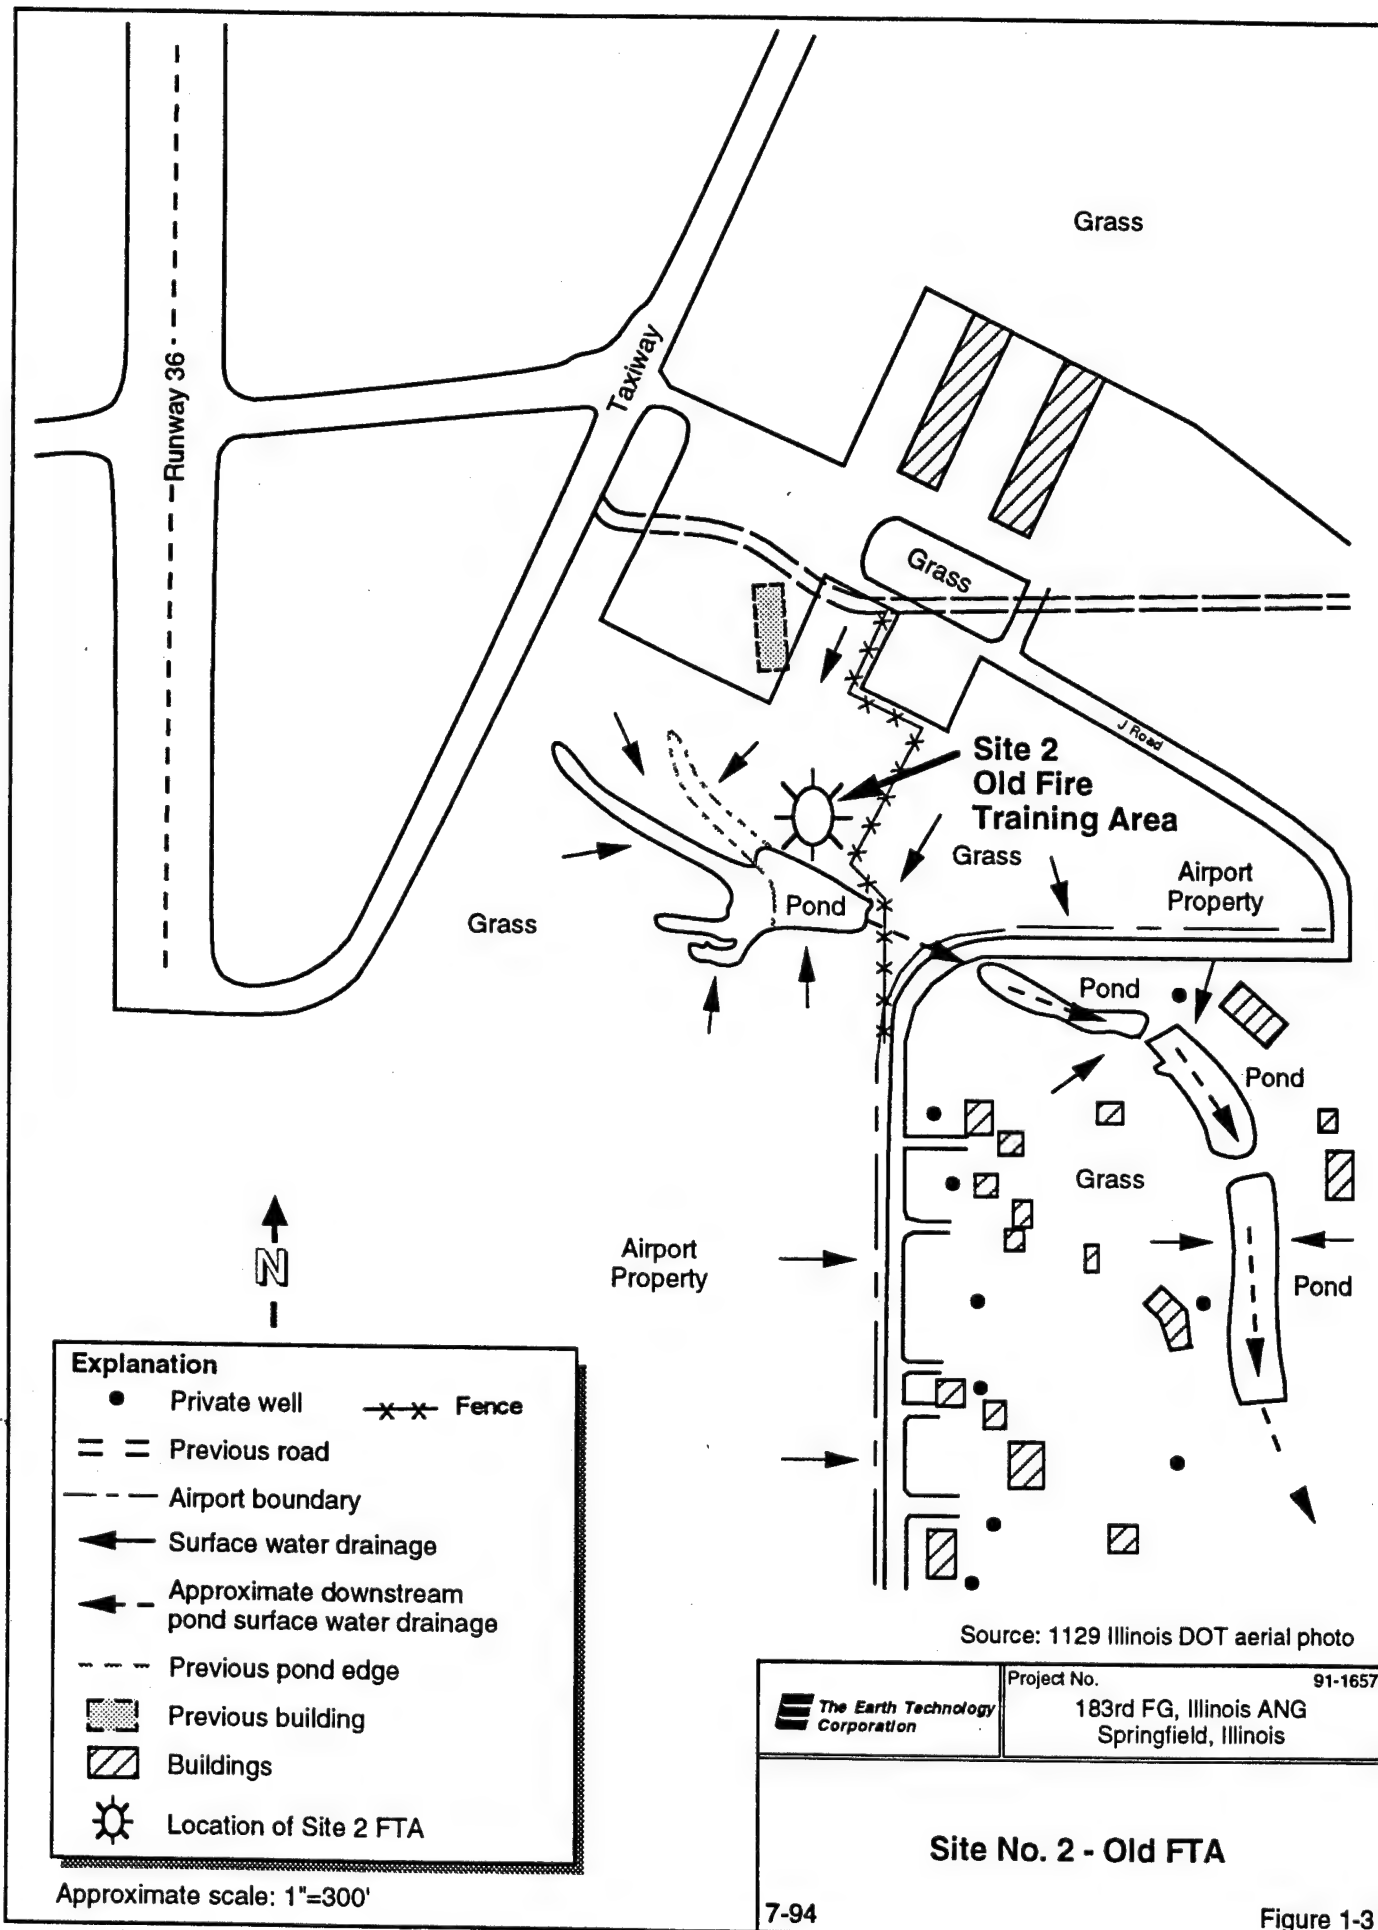 Grass
Taxiway
Runway 36
Grass
J Road
Site 2
Old Fire
Training Area
Grass
Airport
Property
Pond
Grass
Pond
Pond
Grass
N
Airport
Property
Pond
Explanation
Private well
Fence
Previous road
Airport boundary
Surface water drainage
Approximate downstream
pond surface water drainage
Previous pond edge
Previous building
Buildings
Location of Site 2 FTA
Approximate scale: 1"=300'
Source: 1129 Illinois DOT aerial photo
The Earth Technology
Corporation
Project No. 91-1657
183rd FG, Illinois ANG
Springfield, Illinois
Site No. 2 - Old FTA
7-94
Figure 1-3